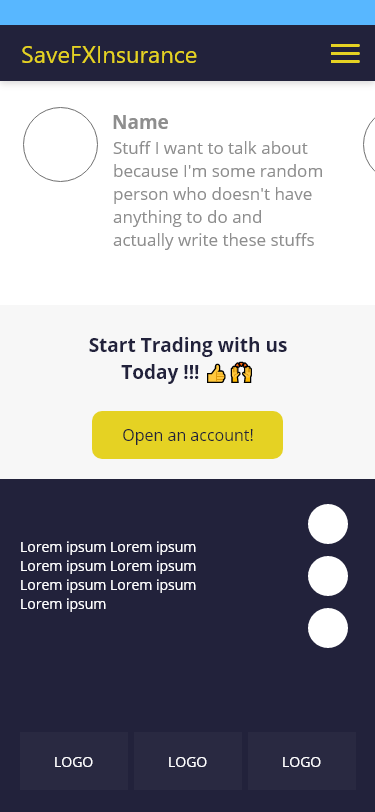 SaveFXInsurance
Name
Stuff I want to talk about
because I'm some random
person who doesn't have
anything to do and
actually write these stuffs
Start Trading with us
Today !!! 👍🙌
Open an account!
Lorem ipsum Lorem ipsum
Lorem ipsum Lorem ipsum
Lorem ipsum Lorem ipsum
Lorem ipsum
LOGO
LOGO
LOGO